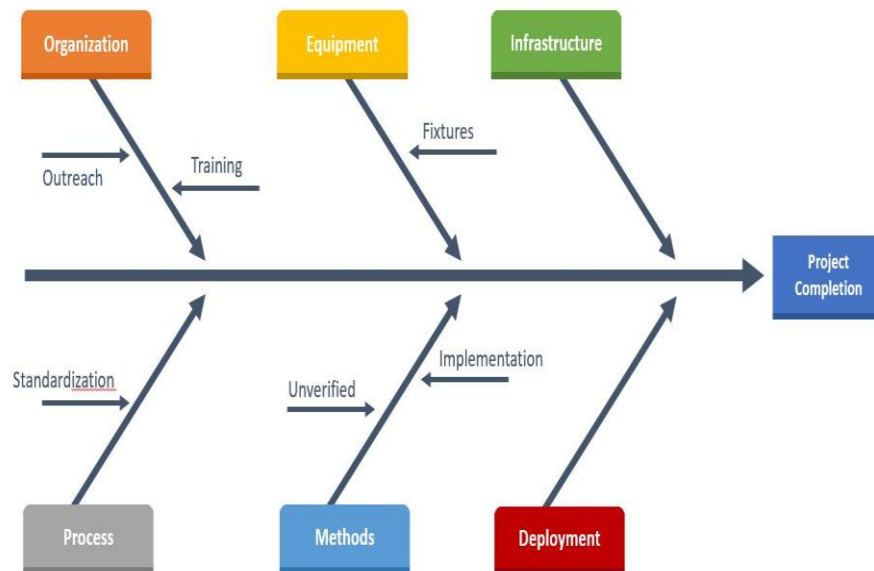 Organization
Equipment
Infrastructure
Fixtures
Outreach
Training
Project
Completion
Standardization
Unverified
Implementation
Process
Methods
Deployment